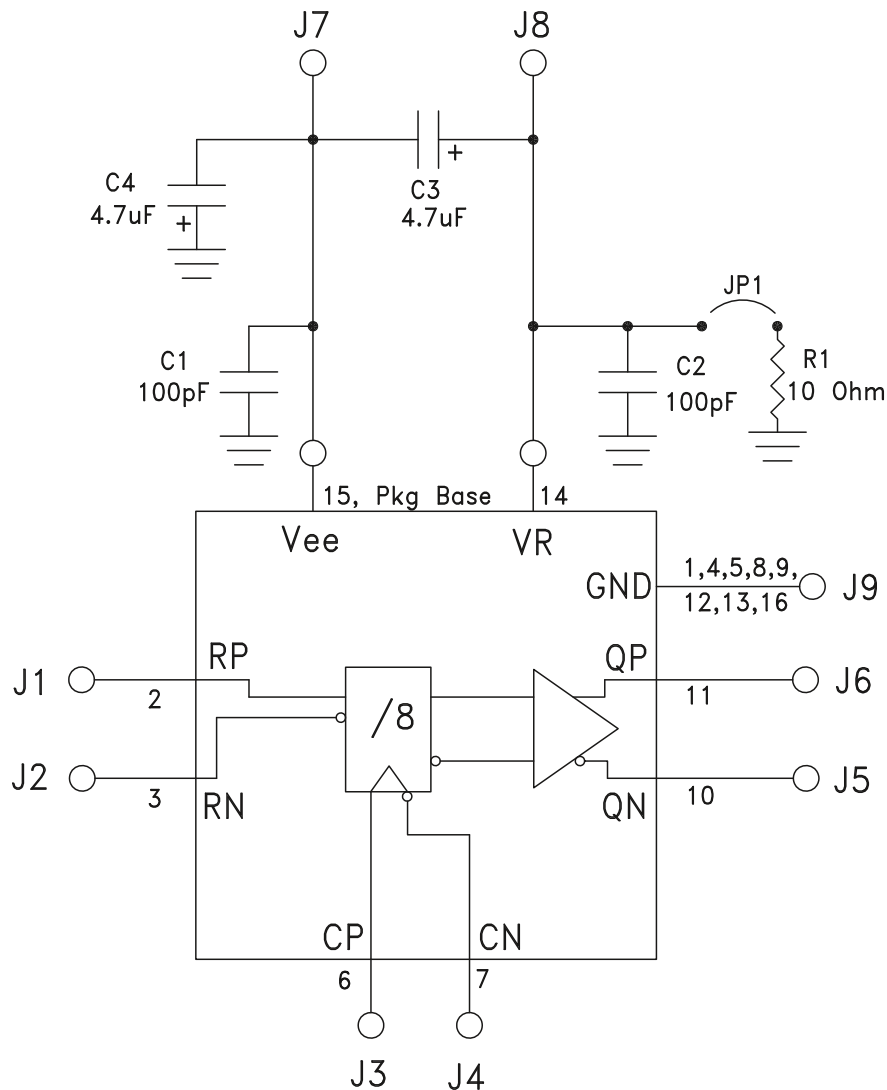 J7
J8
C4
4.7uF
+
+
C3
4.7uF
JP1
C1
100pF
C2
100pF
R1
10 Ohm
15, Pkg Base
14
Vee
VR
GND
1,4,5,8,9,
12,13,16
J9
J1
2
RP
QP
11
J6
/8
J2
3
RN
QN
10
J5
CP
CN
6
7
J3
J4